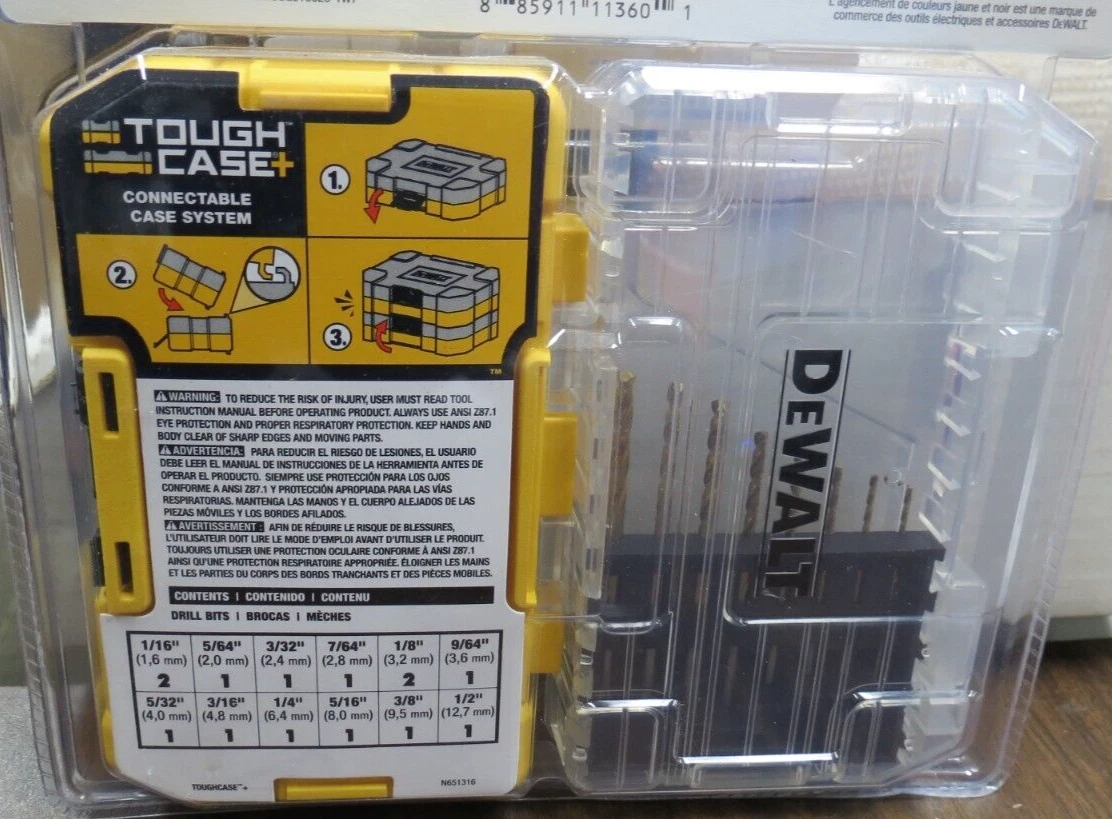 8 85911 11360 1
L'agencement de couleurs jaune et noir est une marque de
commerce des outils électriques et accessoires DEWALT.
TOUGH
CASE+
CONNECTABLE
CASE SYSTEM
1.
DEWALT
2.
3.
DEWALT
TM
WARNING: TO REDUCE THE RISK OF INJURY, USER MUST READ TOOL
INSTRUCTION MANUAL BEFORE OPERATING PRODUCT. ALWAYS USE ANSI Z87.1
EYE PROTECTION AND PROPER RESPIRATORY PROTECTION. KEEP HANDS AND
BODY CLEAR OF SHARP EDGES AND MOVING PARTS.
ADVERTENCIA: PARA REDUCIR EL RIESGO DE LESIONES, EL USUARIO
DEBE LEER EL MANUAL DE INSTRUCCIONES DE LA HERRAMIENTA ANTES DE
OPERAR EL PRODUCTO. SIEMPRE USE PROTECCIÓN PARA LOS OJOS
CONFORME A ANSI Z87.1 Y PROTECCIÓN APROPIADA PARA LAS VÍAS
RESPIRATORIAS. MANTENGA LAS MANOS Y EL CUERPO ALEJADOS DE LAS
PIEZAS MÓVILES Y LOS BORDES AFILADOS.
AVERTISSEMENT : AFIN DE RÉDUIRE LE RISQUE DE BLESSURES,
L'UTILISATEUR DOIT LIRE LE MODE D'EMPLOI AVANT D'UTILISER LE PRODUIT.
TOUJOURS UTILISER UNE PROTECTION OCULAIRE CONFORME À ANSI Z87.1
AINSI QU'UNE PROTECTION RESPIRATOIRE APPROPRIÉE. ÉLOIGNER LES MAINS
ET LES PARTIES DU CORPS DES BORDS TRANCHANTS ET DES PIÈCES MOBILES.
CONTENTS | CONTENIDO | CONTENU
DRILL BITS | BROCAS | MÈCHES
1/16" 5/64" 3/32" 7/64" 1/8" 9/64"
(1,6 mm) (2,0 mm) (2,4 mm) (2,8 mm) (3,2 mm) (3,6 mm)
2 1 1 1 2 1
5/32" 3/16" 1/4" 5/16" 3/8" 1/2"
(4,0 mm) (4,8 mm) (6,4 mm) (8,0 mm) (9,5 mm) (12,7 mm)
1 1 1 1 1 1
TOUGHCASE™+ N651316
DEWALT